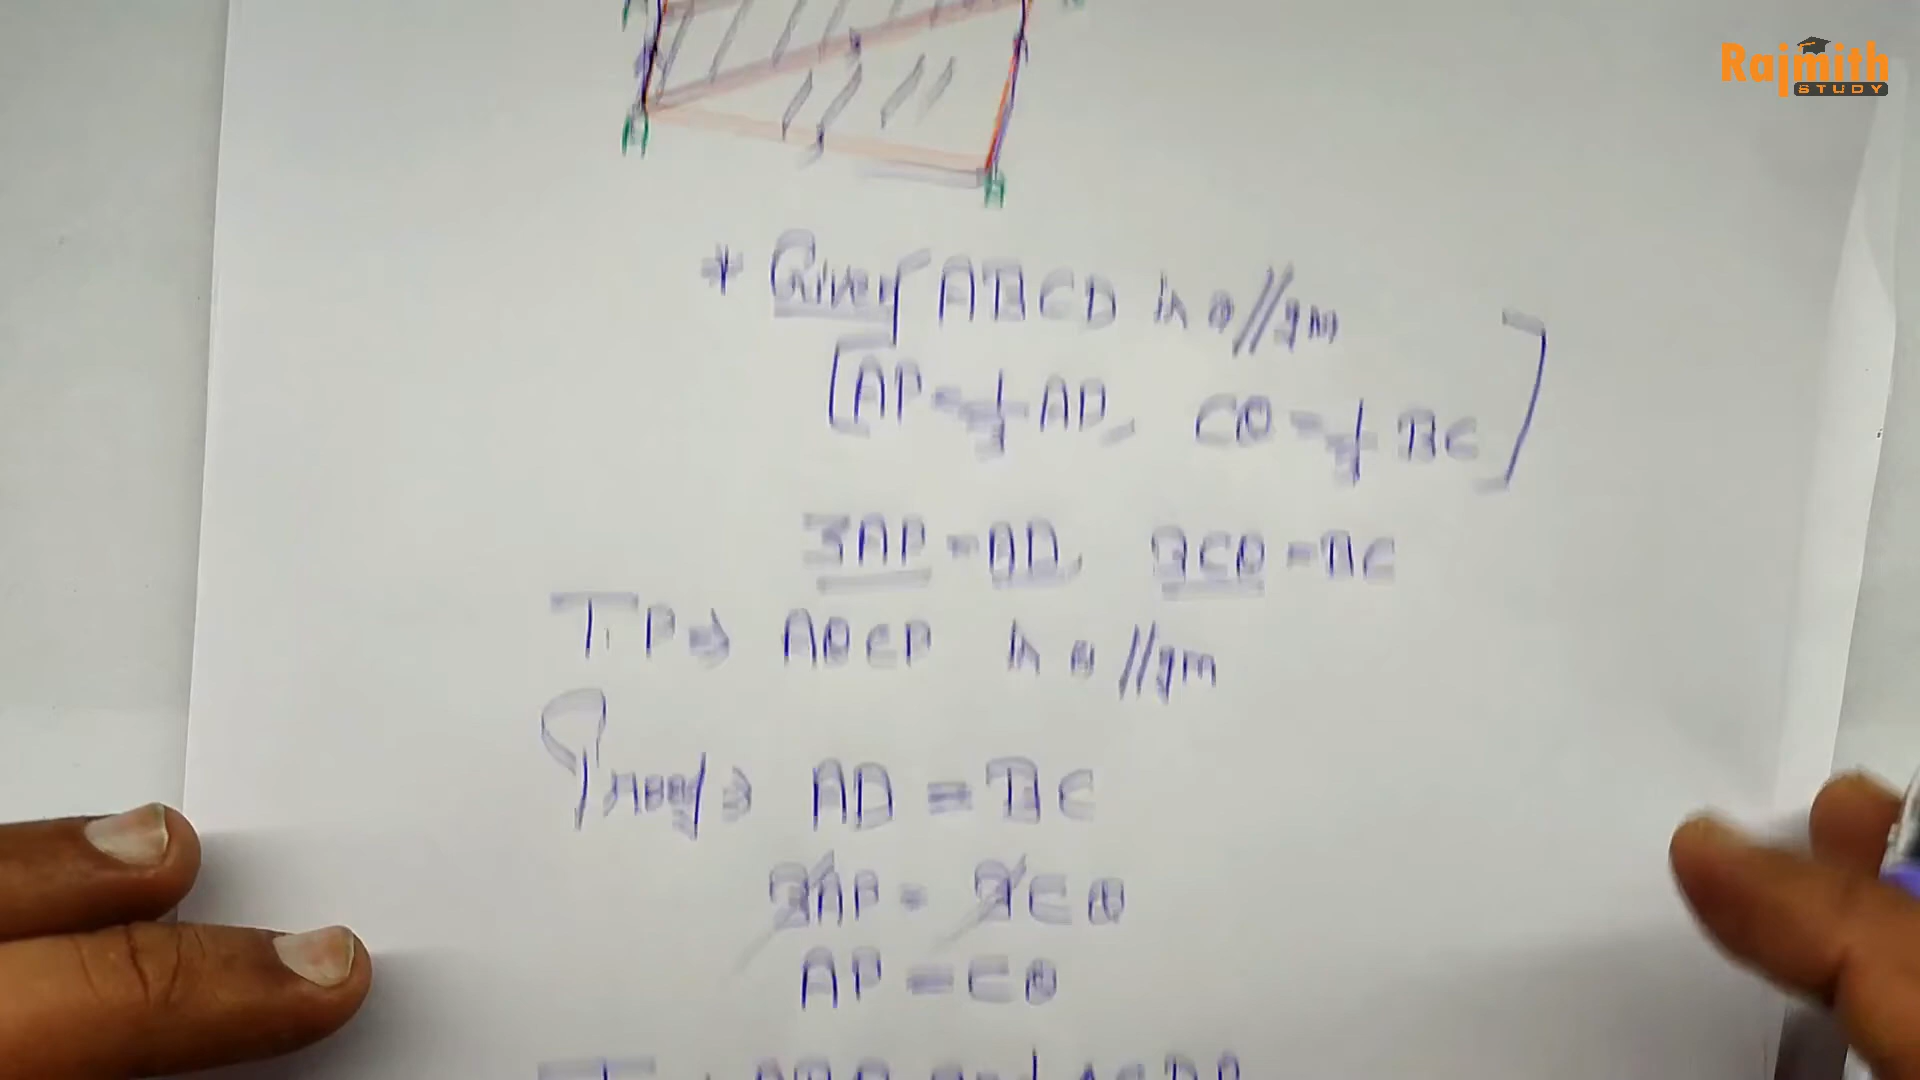 Rajmith
STUDY
* Given ABCD is a //gm
[AP = 1/3 AD, CQ = 1/3 BC]
3AP = AD, 3CQ = BC
T.P ⇒ AQCP is a //gm
Proof ⇒ AD = BC
3AP = 3CQ
AP = CQ